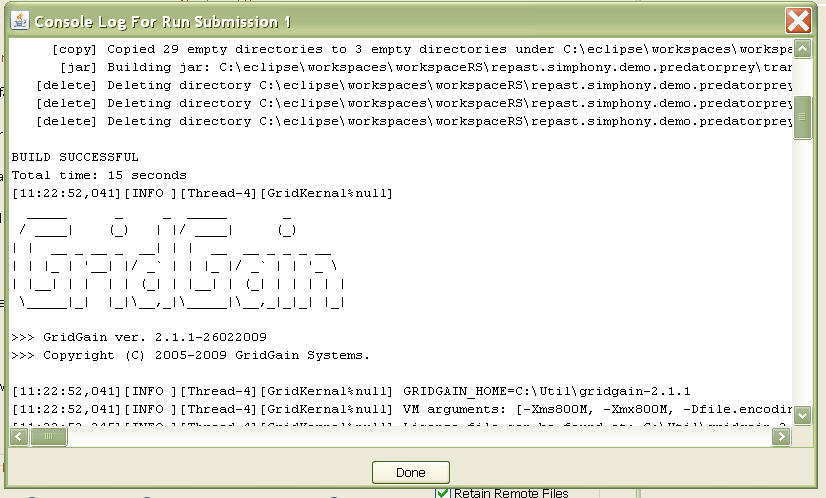 Console Log For Run Submission 1
[copy] Copied 29 empty directories to 3 empty directories under C:\eclipse\workspaces\workspa
[jar] Building jar: C:\eclipse\workspaces\workspaceRS\repast.simphony.demo.predatorprey\tran
[delete] Deleting directory C:\eclipse\workspaces\workspaceRS\repast.simphony.demo.predatorprey
[delete] Deleting directory C:\eclipse\workspaces\workspaceRS\repast.simphony.demo.predatorprey
[delete] Deleting directory C:\eclipse\workspaces\workspaceRS\repast.simphony.demo.predatorprey
BUILD SUCCESSFUL
Total time: 15 seconds
[11:22:52,041][INFO ][Thread-4][GridKernal%null]
GridGain
>>> GridGain ver. 2.1.1-26022009
>>> Copyright (C) 2005-2009 GridGain Systems.
[11:22:52,041][INFO ][Thread-4][GridKernal%null] GRIDGAIN_HOME=C:\Util\gridgain-2.1.1
[11:22:52,041][INFO ][Thread-4][GridKernal%null] VM arguments: [-Xms800M, -Xmx800M, -Dfile.encodin
Done
Retain Remote Files